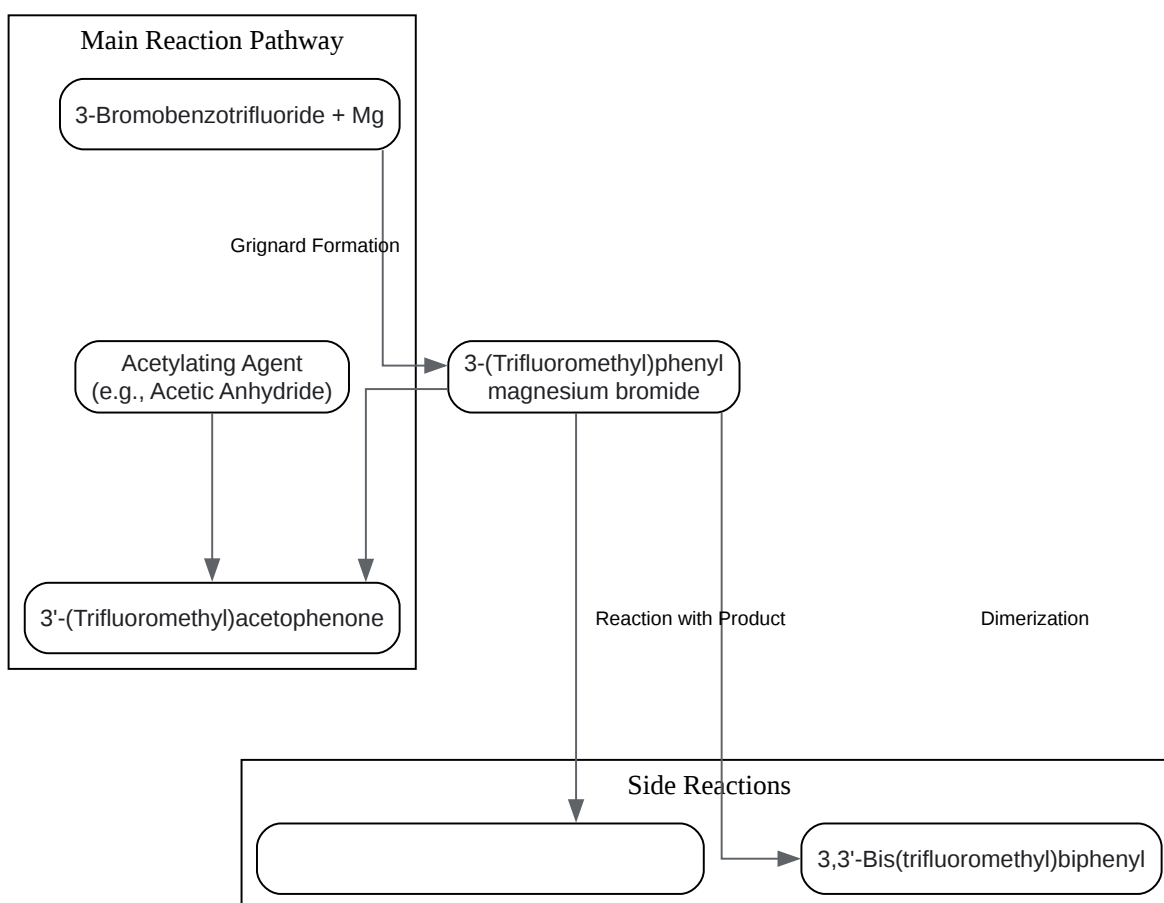 Main Reaction Pathway
3-Bromobenzotrifluoride + Mg
Grignard Formation
Acetylating Agent
(e.g., Acetic Anhydride)
3-(Trifluoromethyl)phenyl
magnesium bromide
3'-(Trifluoromethyl)acetophenone
Reaction with Product
Dimerization
Side Reactions
3,3'-Bis(trifluoromethyl)biphenyl